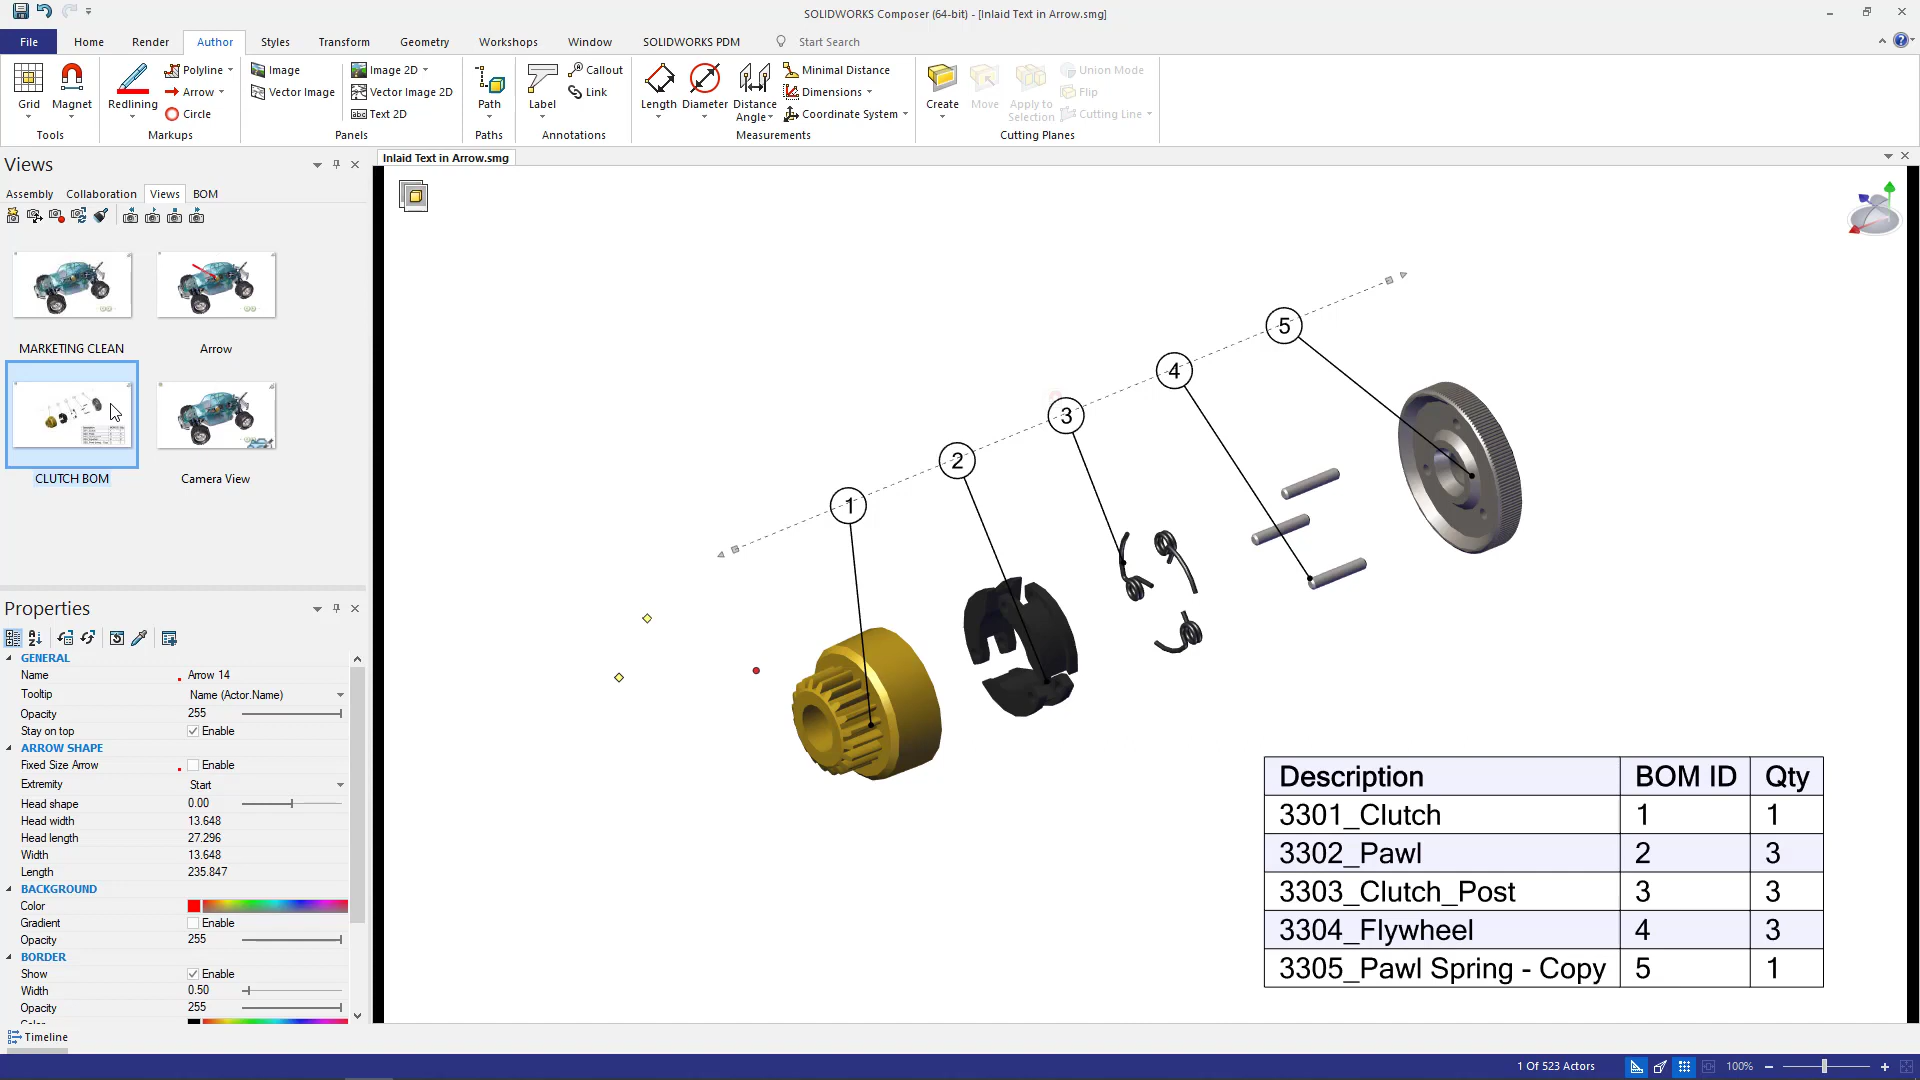 SOLIDWORKS Composer (64-bit) - [Inlaid Text in Arrow.smg]
File Home Render Author Styles Transform Geometry Workshops Window SOLIDWORKS PDM Start Search
Grid
Magnet
Tools
Redlining
Polyline
Arrow
Circle
Markups
Image
Vector Image
Image 2D
Vector Image 2D
Text 2D
Panels
Path
Paths
Label
Callout
Link
Annotations
Length
Diameter
Distance
Angle
Minimal Distance
Dimensions
Coordinate System
Measurements
Create
Move
Apply to
Selection
Union Mode
Flip
Cutting Line
Cutting Planes
Views
Assembly Collaboration Views BOM
MARKETING CLEAN
Arrow
CLUTCH BOM
Camera View
Properties
GENERAL
Name Arrow 14
Tooltip Name (Actor.Name)
Opacity 255
Stay on top Enable
ARROW SHAPE
Fixed Size Arrow Enable
Extremity Start
Head shape 0.00
Head width 13.648
Head length 27.296
Width 13.648
Length 235.847
BACKGROUND
Color
Gradient Enable
Opacity 255
BORDER
Show Enable
Width 0.50
Opacity 255
Timeline
Inlaid Text in Arrow.smg
1
2
3
4
5
Description BOM ID Qty
3301_Clutch 1 1
3302_Pawl 2 3
3303_Clutch_Post 3 3
3304_Flywheel 4 3
3305_Pawl Spring - Copy 5 1
1 Of 523 Actors
100%